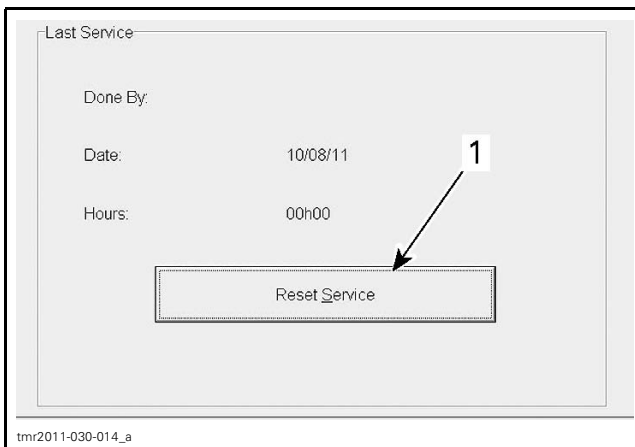 Last Service
Done By:
Date: 10/08/11
1
Hours: 00h00
Reset Service
tmr2011-030-014_a